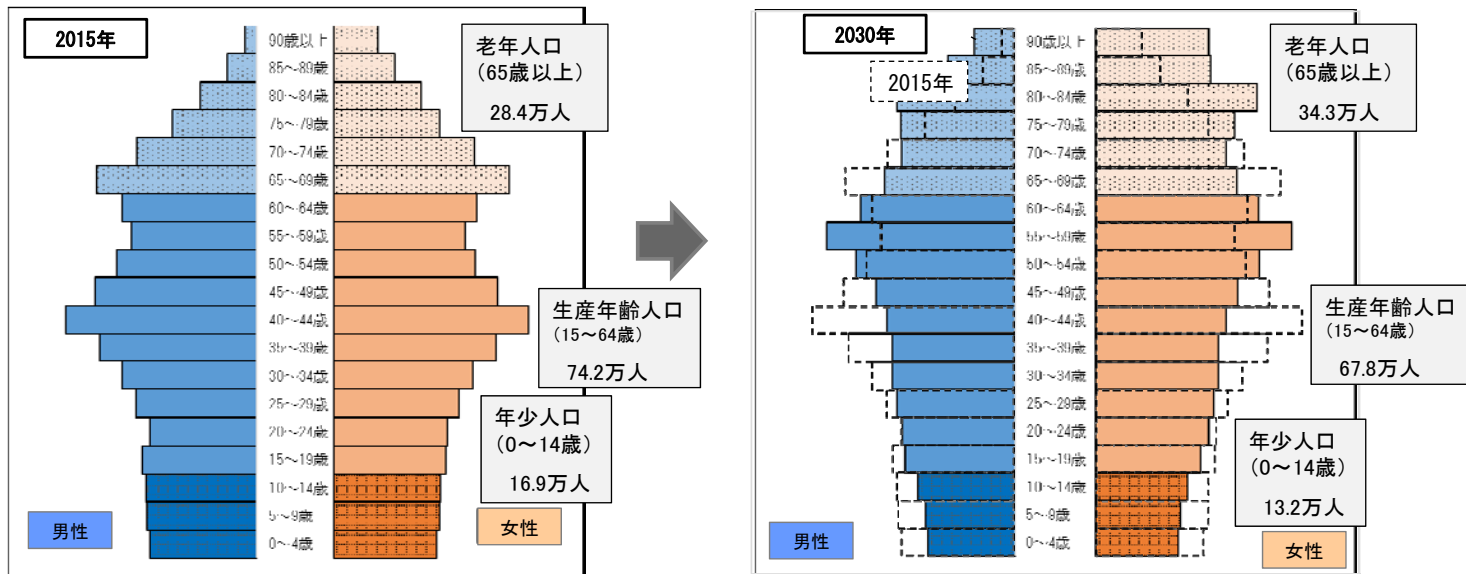 2015年
90歳以上
85~89歳
80~84歳
75~79歳
70~74歳
65~69歳
60~64歳
55~59歳
50~54歳
45~49歳
40~44歳
35~39歳
30~34歳
25~29歳
20~24歳
15~19歳
10~14歳
5~9歳
0~4歳
老年人口
(65歳以上)
28.4万人
生産年齢人口
(15~64歳)
74.2万人
年少人口
(0~14歳)
16.9万人
男性
女性
2030年
2015年
90歳以上
85~89歳
80~84歳
75~79歳
70~74歳
65~69歳
60~64歳
55~59歳
50~54歳
45~49歳
40~44歳
35~39歳
30~34歳
25~29歳
20~24歳
15~19歳
10~14歳
5~9歳
0~4歳
老年人口
(65歳以上)
34.3万人
生産年齢人口
(15~64歳)
67.8万人
年少人口
(0~14歳)
13.2万人
男性
女性